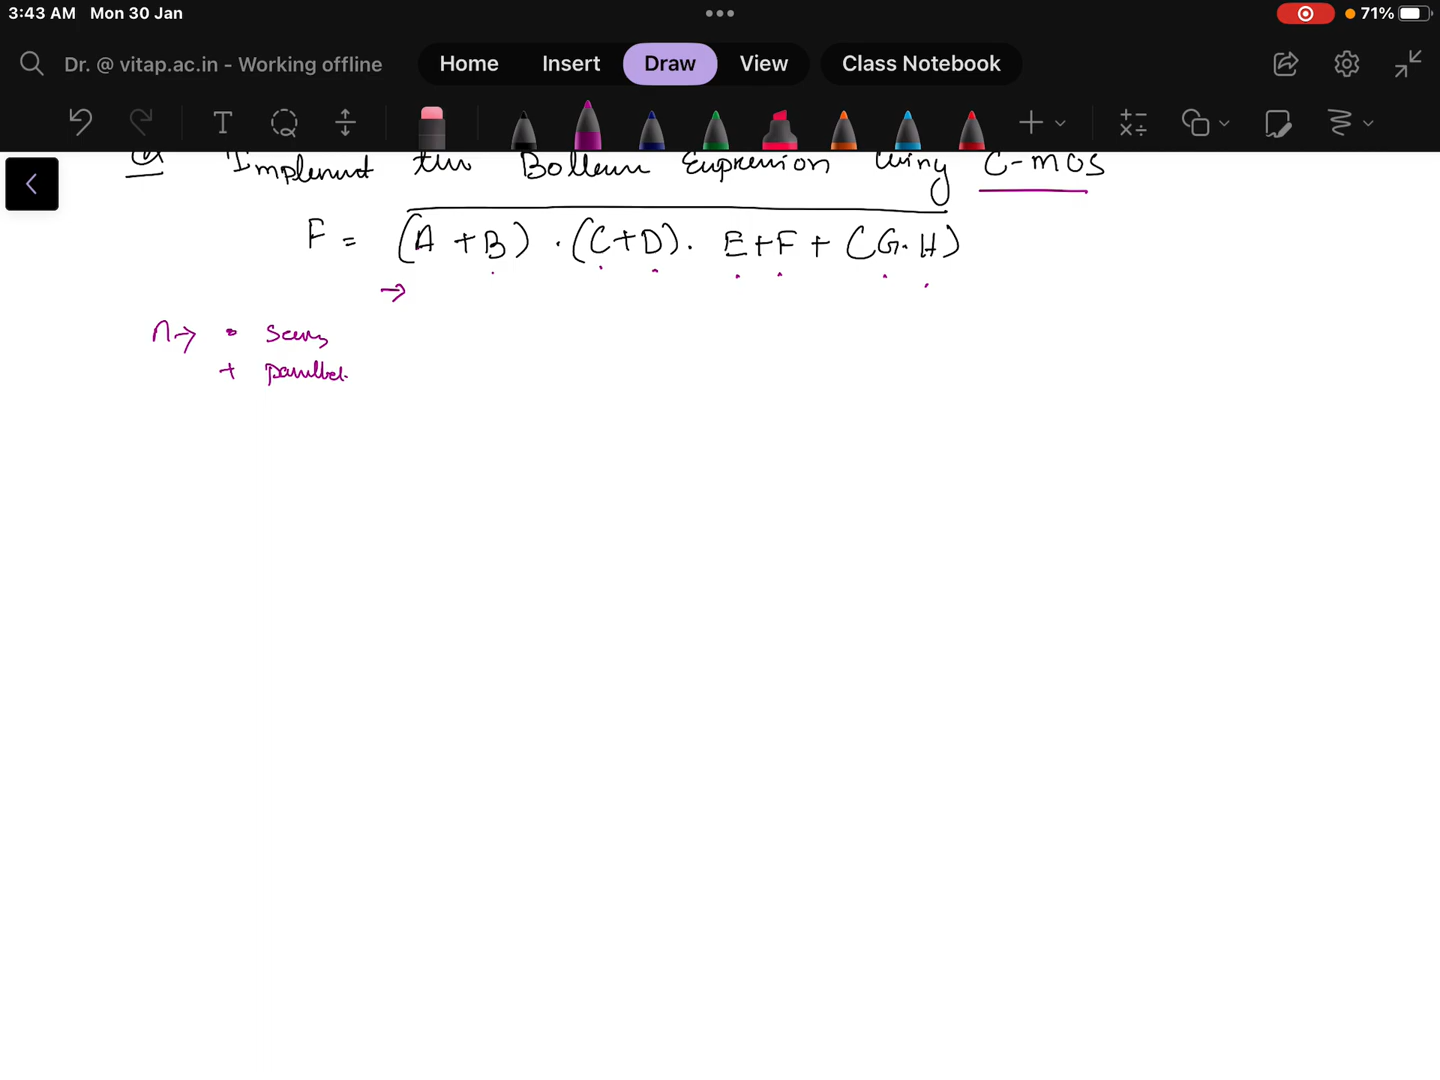 3:43 AM Mon 30 Jan
71%
Dr. @ vitap.ac.in - Working offline
Home Insert Draw View Class Notebook
T
Q Implement the Bollean Expression Using C-MOS
F = (A + B) . (C + D) . E + F + (G . H)
→
n → • Series
+ parallel.